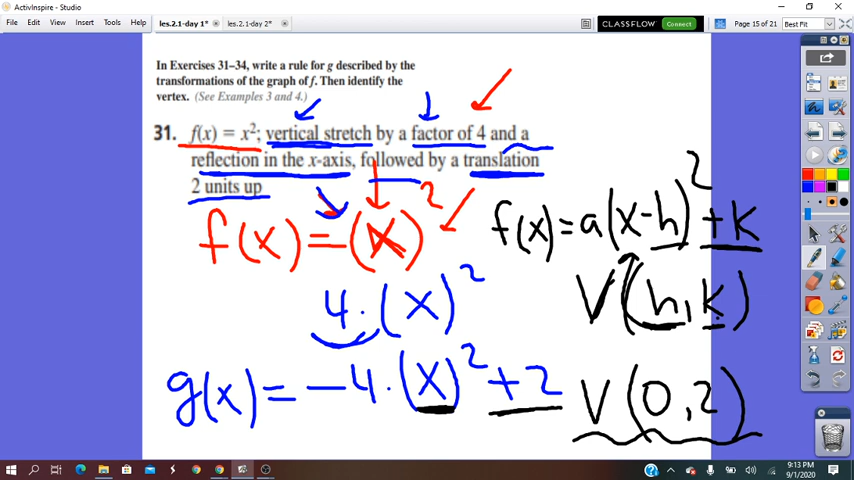 ActivInspire - Studio
File Edit View Insert Tools Help
CLASSFLOW Connect
Page 15 of 21
Best Fit
les.2.1-day 1*
les.2.1-day 2*
In Exercises 31–34, write a rule for g described by the
transformations of the graph of f. Then identify the
vertex. (See Examples 3 and 4.)
31. f(x) = x²; vertical stretch by a factor of 4 and a
reflection in the x-axis, followed by a translation
2 units up
f(x)=(x)²
f(x)=a(x-h)²+k
4·(x)²
V(h,k)
g(x)=-4·(x)²+2
V(0,2)
9:13 PM
9/1/2020